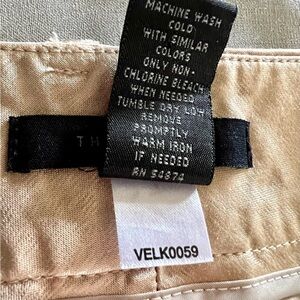 MACHINE WASH
COLD
WITH SIMILAR
COLORS
ONLY NON-
CHLORINE BLEACH
WHEN NEEDED
TUMBLE DRY LOW
REMOVE
PROMPTLY
WARM IRON
IF NEEDED
RN 54874
TH
VELK0059